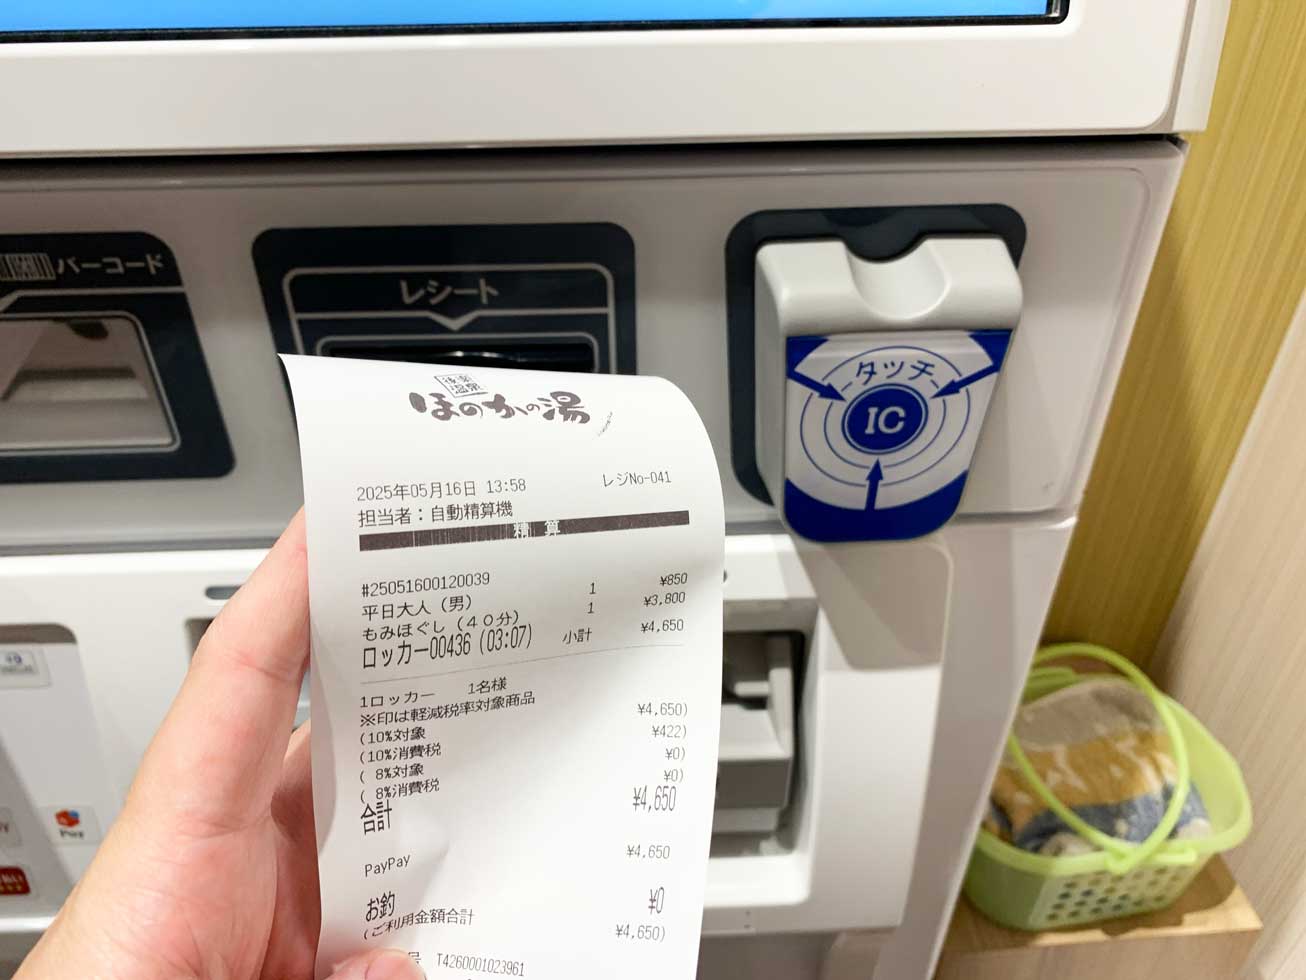 バーコード
レシート
タッチ
IC
Pay
後楽
温泉
ほのかの湯
2025年05月16日 13:58 レジNo-041
担当者：自動精算機
精 算
#25051600120039
平日大人（男） 1 ¥850
もみほぐし（４０分） 1 ¥3,800
ロッカー00436 (03:07) 小計 ¥4,650
1ロッカー 1名様
※印は軽減税率対象商品
(10%対象 ¥4,650)
(10%消費税 ¥422)
( 8%対象 ¥0)
( 8%消費税 ¥0)
合計 ¥4,650
PayPay ¥4,650
お釣 ¥0
(ご利用金額合計 ¥4,650)
号 T4260001023961